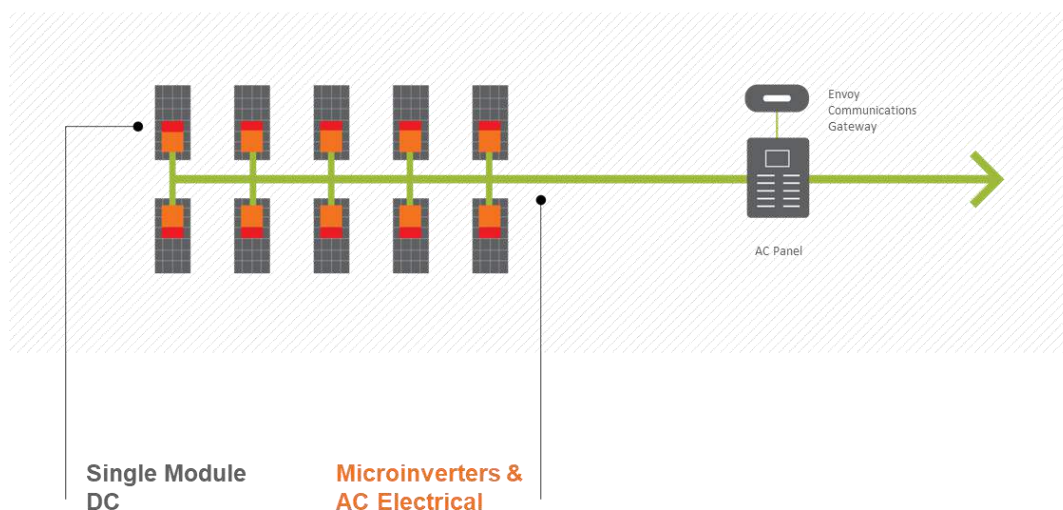 Envoy
Communications
Gateway
AC Panel
Single Module
DC
Microinverters &
AC Electrical